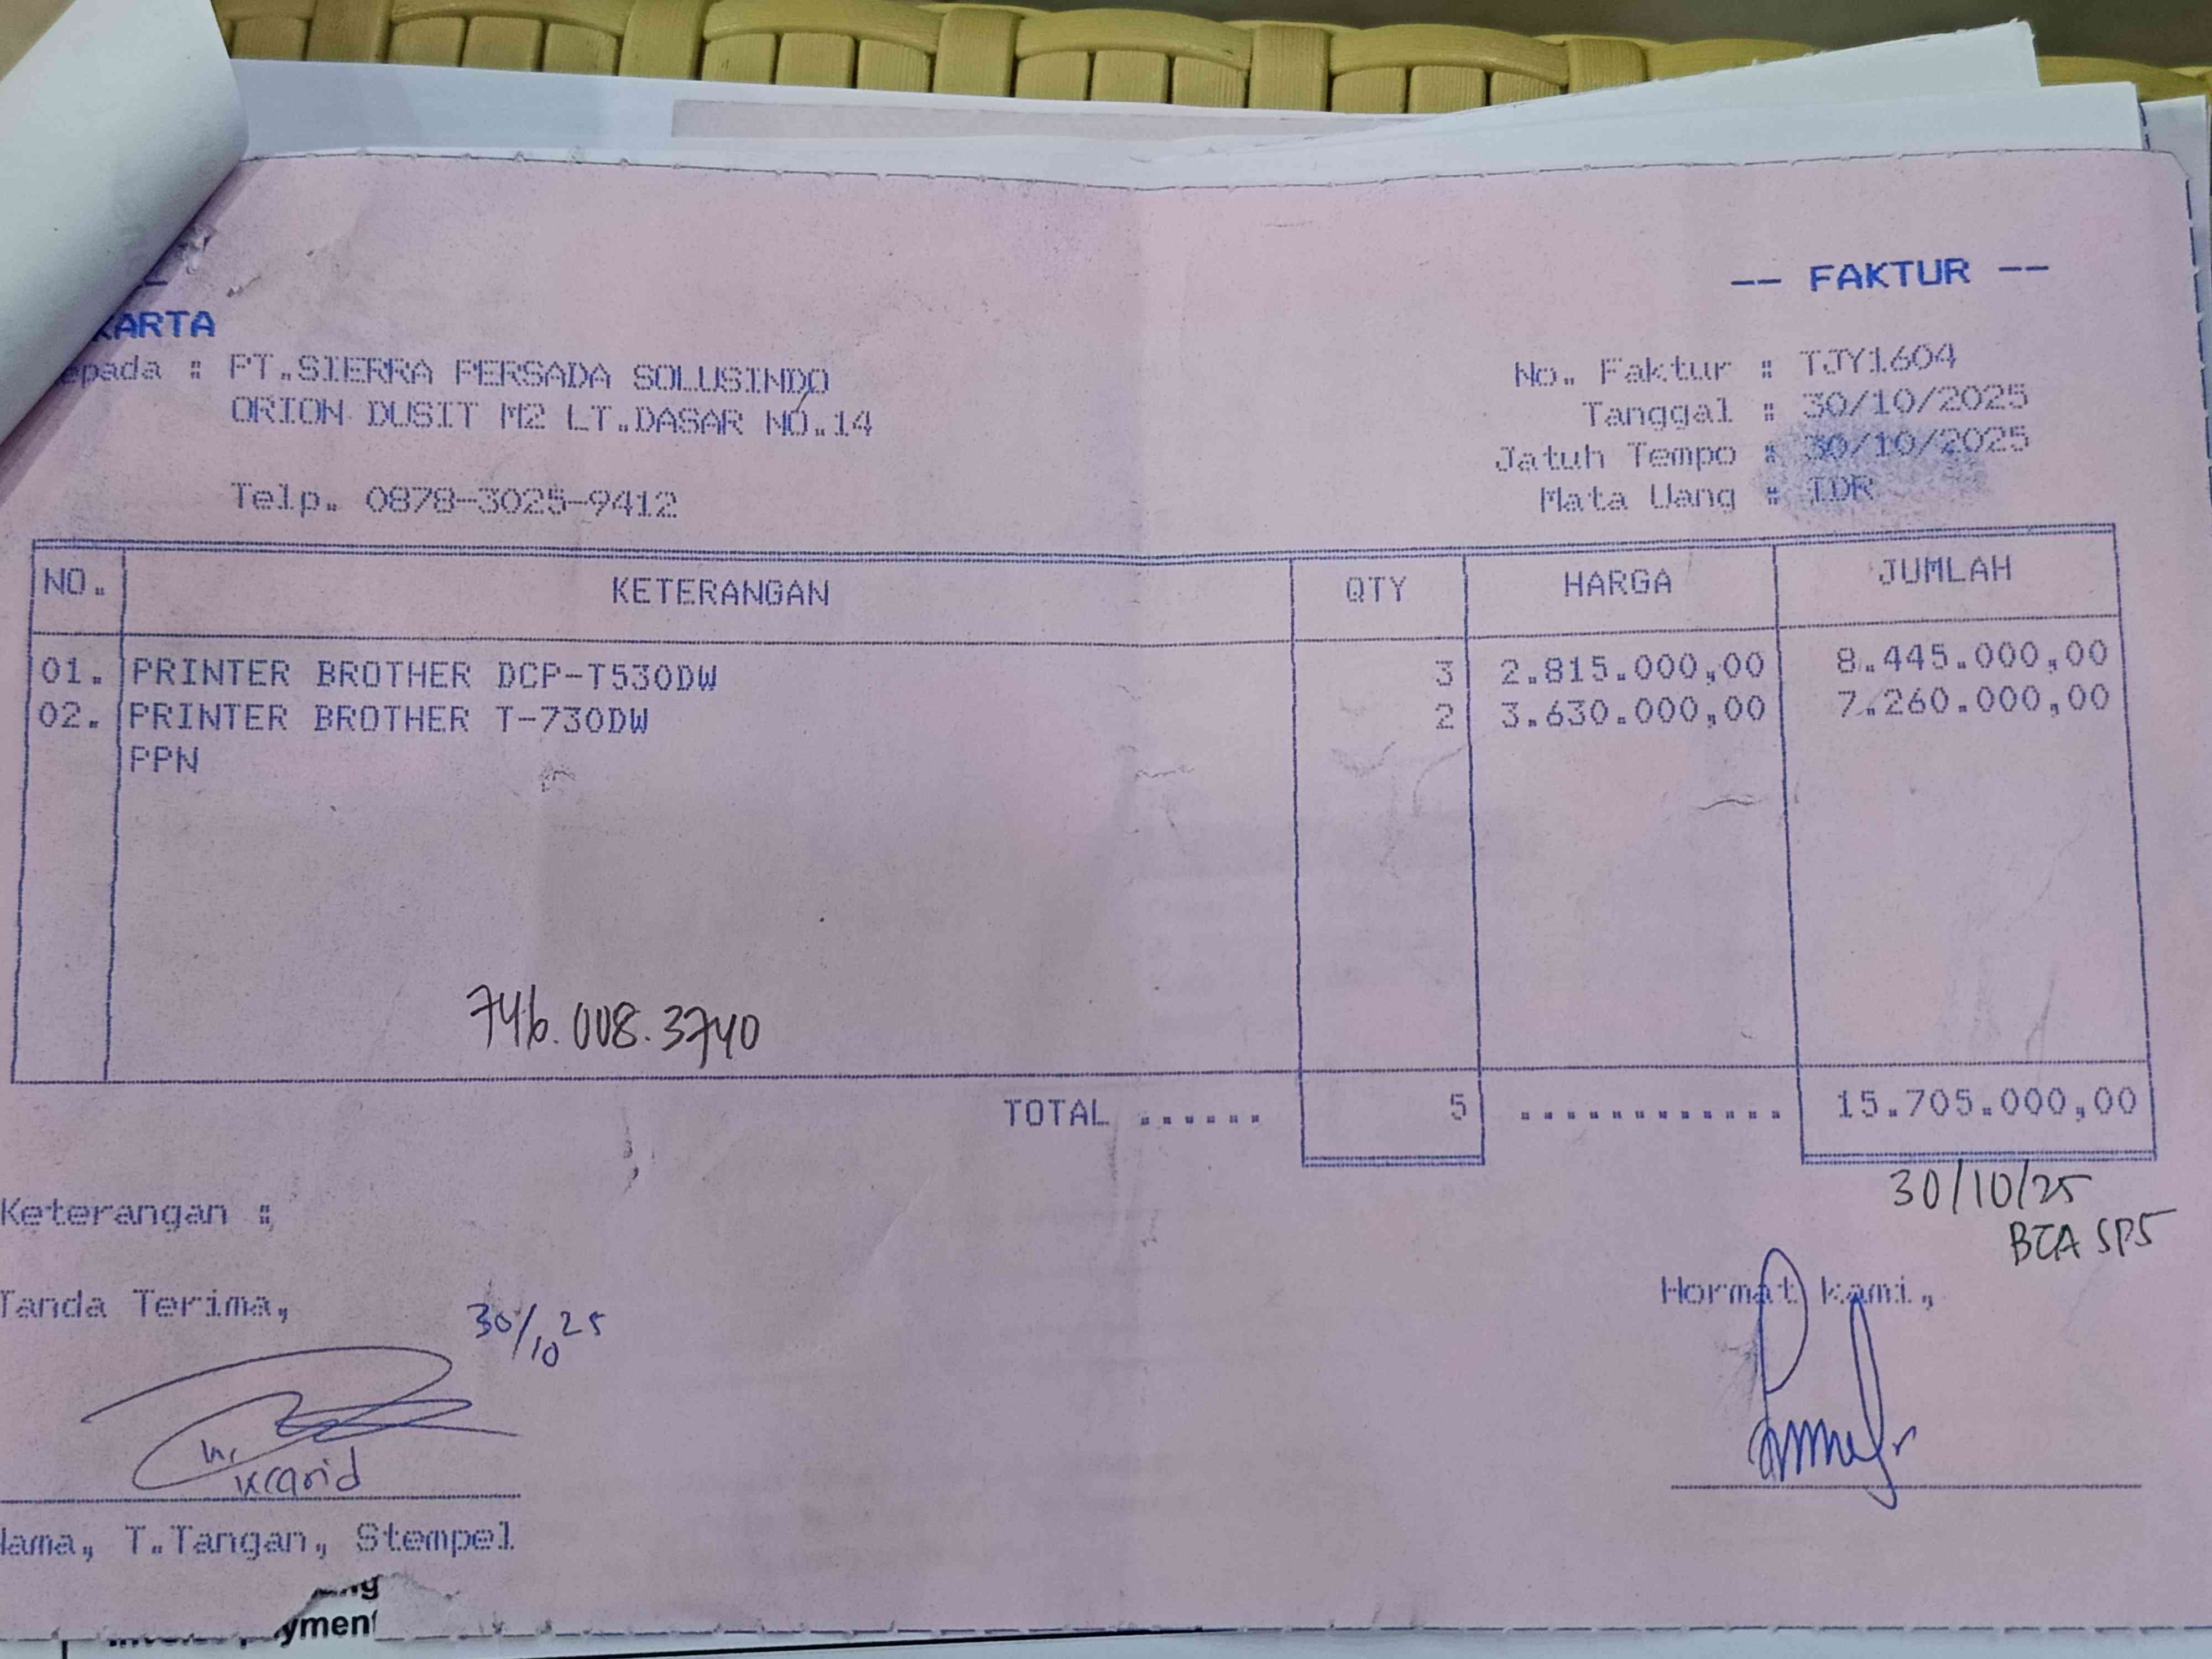 -- FAKTUR --
KARTA
epada : PT.SIERRA PERSADA SOLUSINDO
ORION DUSIT M2 LT.DASAR NO.14
Telp. 0878-3025-9412
No. Faktur : TJY1604
Tanggal : 30/10/2025
Jatuh Tempo : 30/10/2025
Mata Uang : IDR
NO. KETERANGAN QTY HARGA JUMLAH
01. PRINTER BROTHER DCP-T530DW 3 2.815.000,00 8.445.000,00
02. PRINTER BROTHER T-730DW 2 3.630.000,00 7.260.000,00
PPN
746.008.3740
TOTAL ...... 5 ............ 15.705.000,00
30/10/25
BCA SPS
Keterangan :
Tanda Terima, 30/10 25
Hormat Kami,
Nama, T.Tangan, Stempel
yment